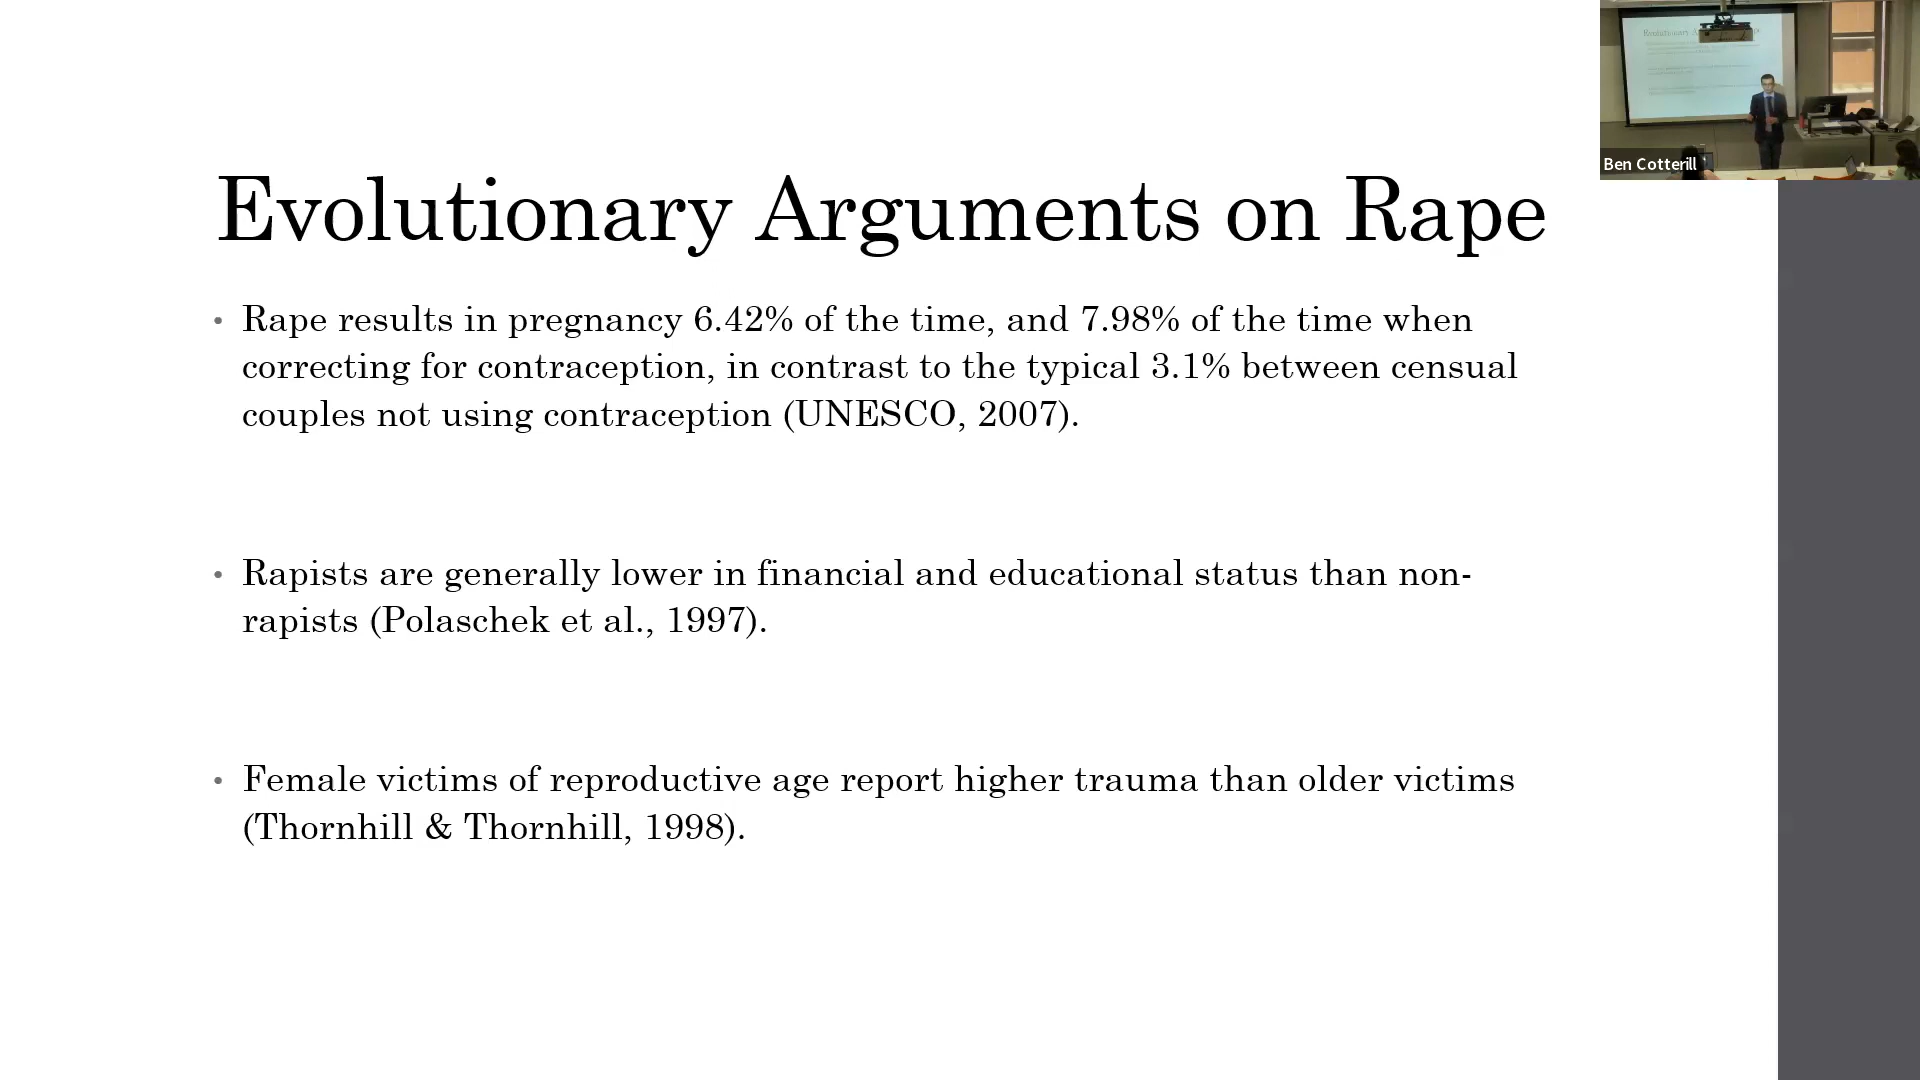 Ben Cotterill
Evolutionary Arguments on Rape
• Rape results in pregnancy 6.42% of the time, and 7.98% of the time when
correcting for contraception, in contrast to the typical 3.1% between censual
couples not using contraception (UNESCO, 2007).
• Rapists are generally lower in financial and educational status than non-
rapists (Polaschek et al., 1997).
• Female victims of reproductive age report higher trauma than older victims
(Thornhill & Thornhill, 1998).